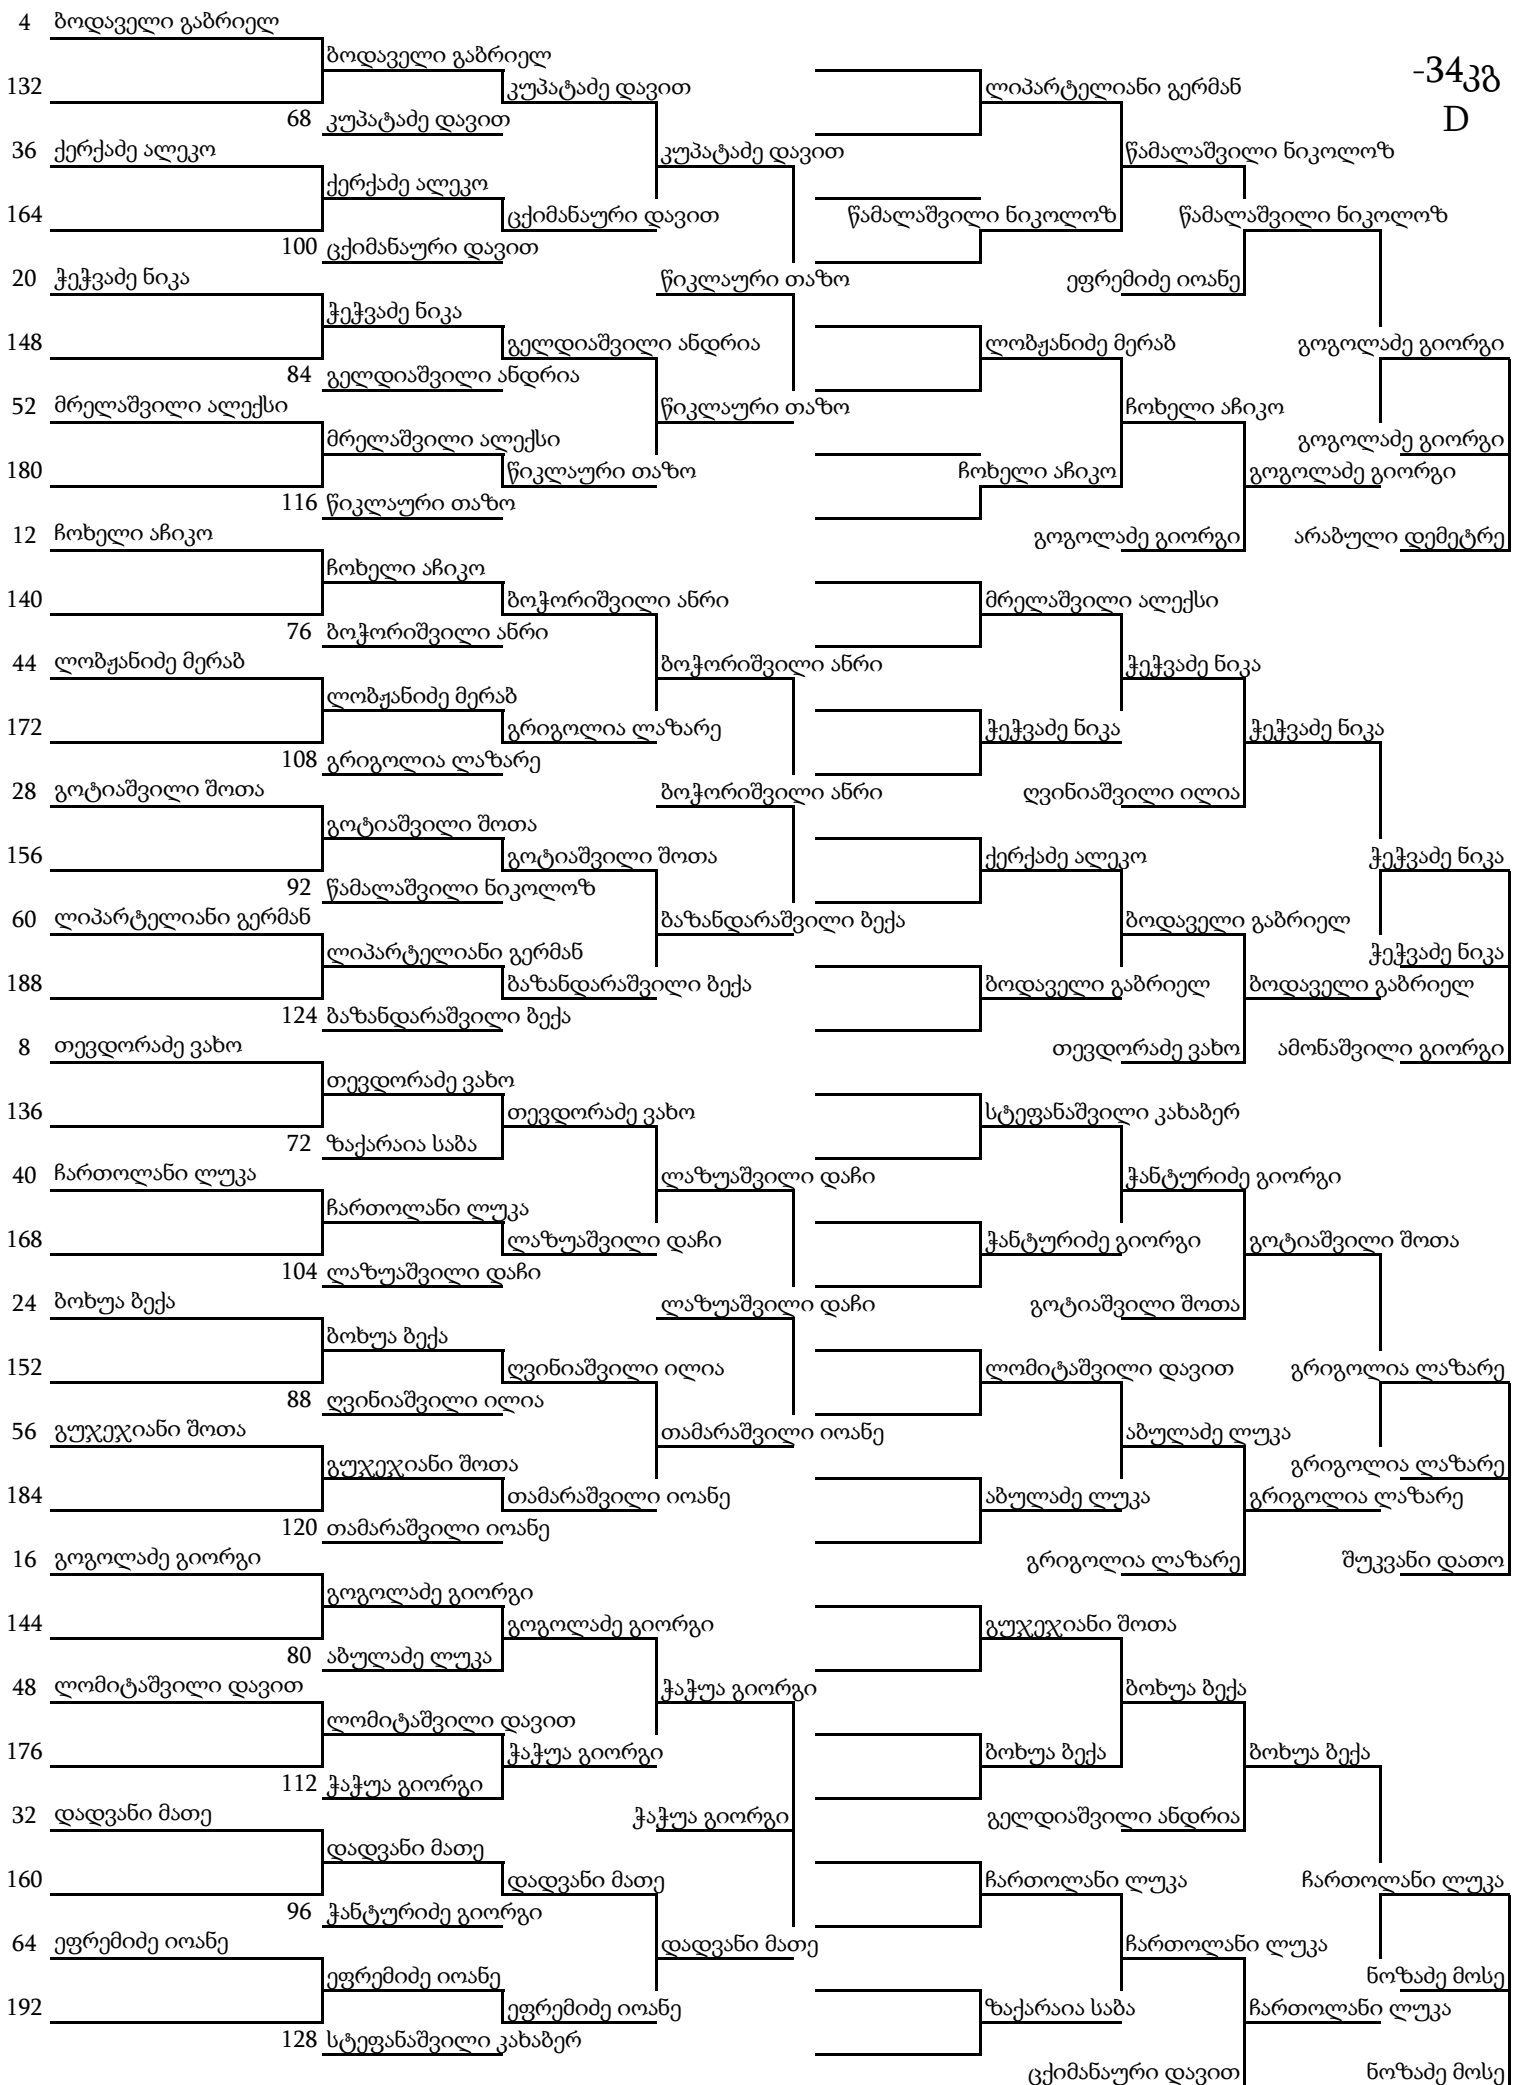 4 ბოდაველი გაბრიელ
ბოდაველი გაბრიელ
-34კგ
132 კუპატაძე დავით ლიპარტელიანი გერმან
68 კუპატაძე დავით
D
36 ქერქაძე ალეკო კუპატაძე დავით წამალაშვილი ნიკოლოზ
ქერქაძე ალეკო
164 ცქიმანაური დავით წამალაშვილი ნიკოლოზ წამალაშვილი ნიკოლოზ
100 ცქიმანაური დავით
20 ჭეჭვაძე ნიკა წიკლაური თაზო ეფრემიძე იოანე
ჭეჭვაძე ნიკა
148 გელდიაშვილი ანდრია ლობჟანიძე მერაბ გოგოლაძე გიორგი
84 გელდიაშვილი ანდრია
52 მრელაშვილი ალექსი წიკლაური თაზო ჩოხელი აჩიკო
მრელაშვილი ალექსი გოგოლაძე გიორგი
180 წიკლაური თაზო ჩოხელი აჩიკო გოგოლაძე გიორგი
116 წიკლაური თაზო
12 ჩოხელი აჩიკო გოგოლაძე გიორგი არაბული დემეტრე
ჩოხელი აჩიკო
140 ბოჭორიშვილი ანრი მრელაშვილი ალექსი
76 ბოჭორიშვილი ანრი
44 ლობჟანიძე მერაბ ბოჭორიშვილი ანრი ჭეჭვაძე ნიკა
ლობჟანიძე მერაბ
172 გრიგოლია ლაზარე ჭეჭვაძე ნიკა ჭეჭვაძე ნიკა
108 გრიგოლია ლაზარე
28 გოტიაშვილი შოთა ბოჭორიშვილი ანრი ღვინიაშვილი ილია
გოტიაშვილი შოთა
156 გოტიაშვილი შოთა ქერქაძე ალეკო ჭეჭვაძე ნიკა
92 წამალაშვილი ნიკოლოზ
60 ლიპარტელიანი გერმან ბაზანდარაშვილი ბექა ბოდაველი გაბრიელ
ლიპარტელიანი გერმან ჭეჭვაძე ნიკა
188 ბაზანდარაშვილი ბექა ბოდაველი გაბრიელ ბოდაველი გაბრიელ
124 ბაზანდარაშვილი ბექა
8 თევდორაძე ვახო თევდორაძე ვახო ამონაშვილი გიორგი
თევდორაძე ვახო
136 თევდორაძე ვახო სტეფანაშვილი კახაბერ
72 ზაქარაია საბა
40 ჩართოლანი ლუკა ლაზუაშვილი დაჩი ჭანტურიძე გიორგი
ჩართოლანი ლუკა
168 ლაზუაშვილი დაჩი ჭანტურიძე გიორგი გოტიაშვილი შოთა
104 ლაზუაშვილი დაჩი
24 ბოხუა ბექა ლაზუაშვილი დაჩი გოტიაშვილი შოთა
ბოხუა ბექა
152 ღვინიაშვილი ილია ლომიტაშვილი დავით გრიგოლია ლაზარე
88 ღვინიაშვილი ილია
56 გუჯეჯიანი შოთა თამარაშვილი იოანე აბულაძე ლუკა
გუჯეჯიანი შოთა გრიგოლია ლაზარე
184 თამარაშვილი იოანე აბულაძე ლუკა გრიგოლია ლაზარე
120 თამარაშვილი იოანე
16 გოგოლაძე გიორგი გრიგოლია ლაზარე შუკვანი დათო
გოგოლაძე გიორგი
144 გოგოლაძე გიორგი გუჯეჯიანი შოთა
80 აბულაძე ლუკა
48 ლომიტაშვილი დავით ჭაჭუა გიორგი ბოხუა ბექა
ლომიტაშვილი დავით
176 ჭაჭუა გიორგი ბოხუა ბექა ბოხუა ბექა
112 ჭაჭუა გიორგი
32 დადვანი მათე ჭაჭუა გიორგი გელდიაშვილი ანდრია
დადვანი მათე
160 დადვანი მათე ჩართოლანი ლუკა ჩართოლანი ლუკა
96 ჭანტურიძე გიორგი
64 ეფრემიძე იოანე დადვანი მათე ჩართოლანი ლუკა
ეფრემიძე იოანე ნოზაძე მოსე
192 ეფრემიძე იოანე ზაქარაია საბა ჩართოლანი ლუკა
128 სტეფანაშვილი კახაბერ
ცქიმანაური დავით ნოზაძე მოსე